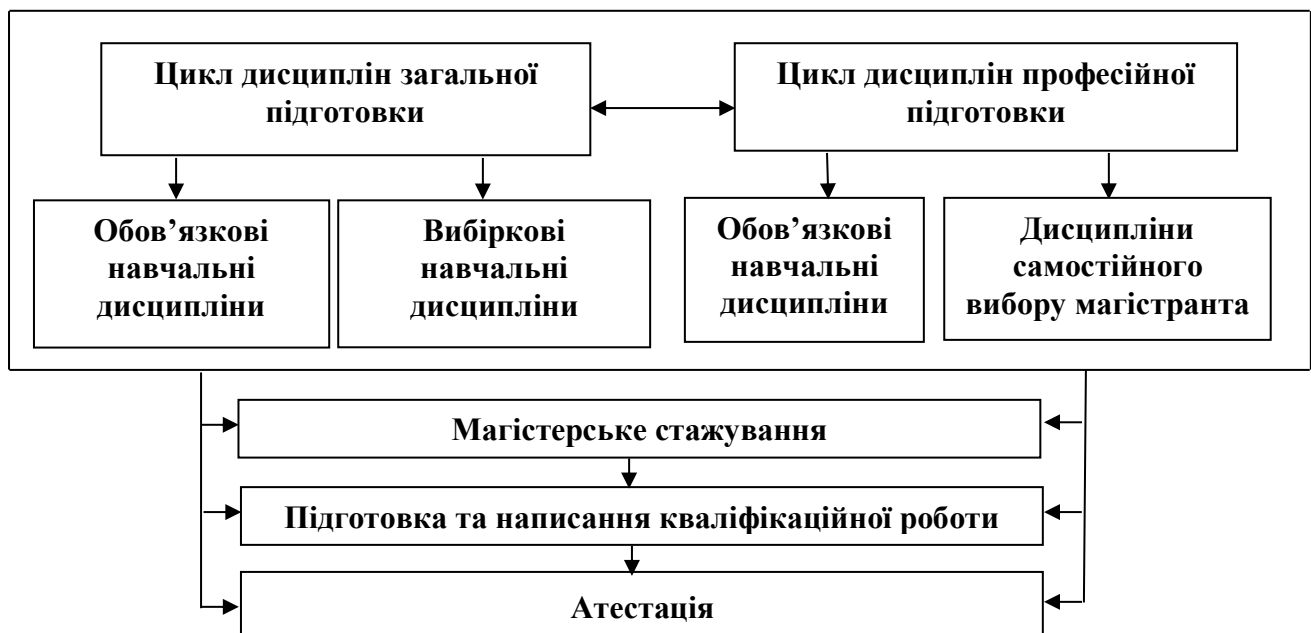 Цикл дисциплін загальної
підготовки
Цикл дисциплін професійної
підготовки
Обов’язкові
навчальні
дисципліни
Вибіркові
навчальні
дисципліни
Обов’язкові
навчальні
дисципліни
Дисципліни
самостійного
вибору магістранта
Магістерське стажування
Підготовка та написання кваліфікаційної роботи
Атестація